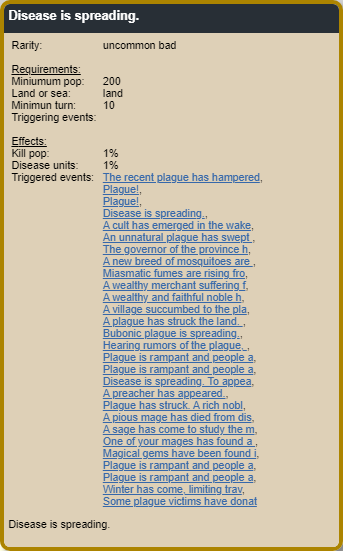 Disease is spreading.
Rarity: uncommon bad
Requirements:
Miniumum pop: 200
Land or sea: land
Minimun turn: 10
Triggering events:
Effects:
Kill pop: 1%
Disease units: 1%
Triggered events: The recent plague has hampered,
Plague!,
Plague!,
Disease is spreading.,
A cult has emerged in the wake,
An unnatural plague has swept ,
The governor of the province h,
A new breed of mosquitoes are ,
Miasmatic fumes are rising fro,
A wealthy merchant suffering f,
A wealthy and faithful noble h,
A village succumbed to the pla,
A plague has struck the land. ,
Bubonic plague is spreading.,
Hearing rumors of the plague, ,
Plague is rampant and people a,
Plague is rampant and people a,
Disease is spreading. To appea,
A preacher has appeared.,
Plague has struck. A rich nobl,
A pious mage has died from dis,
A sage has come to study the m,
One of your mages has found a ,
Magical gems have been found i,
Plague is rampant and people a,
Plague is rampant and people a,
Winter has come, limiting trav,
Some plague victims have donat
Disease is spreading.